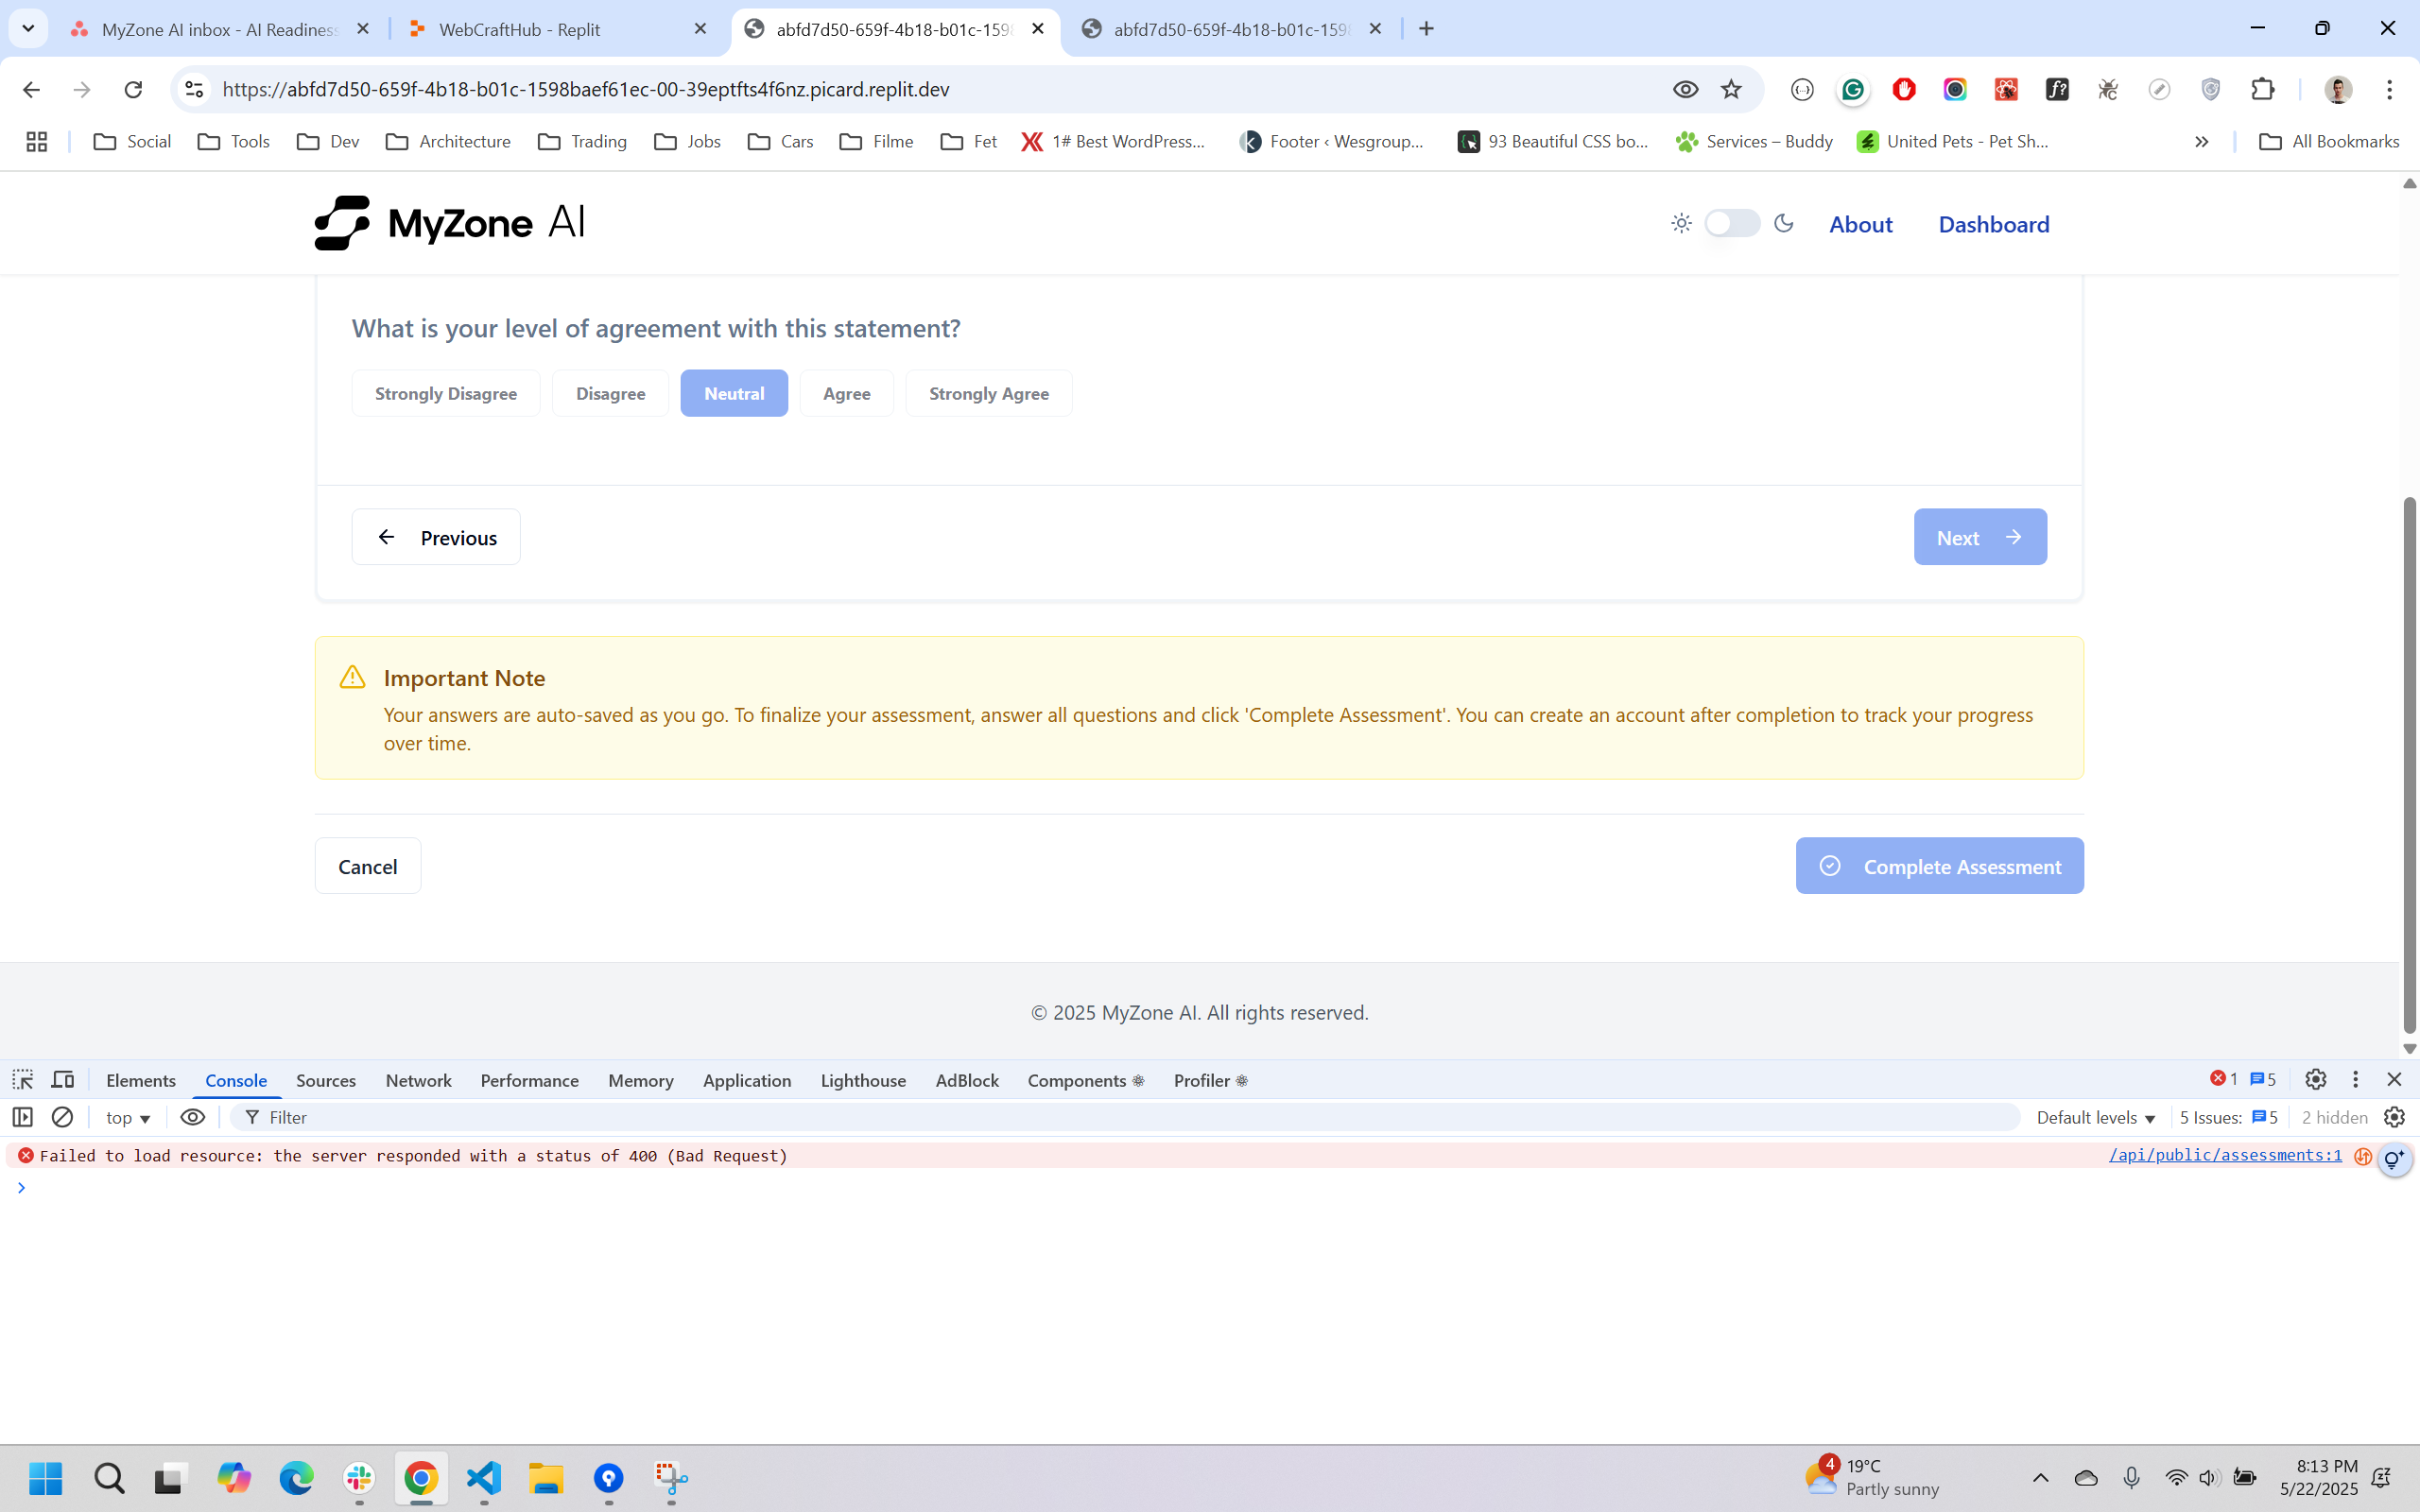 MyZone AI inbox - AI Readiness
WebCraftHub - Replit
abfd7d50-659f-4b18-b01c-1598
abfd7d50-659f-4b18-b01c-1598
https://abfd7d50-659f-4b18-b01c-1598baef61ec-00-39eptfts4f6nz.picard.replit.dev
Social
Tools
Dev
Architecture
Trading
Jobs
Cars
Filme
Fet
1# Best WordPress...
Footer ‹ Wesgroup...
93 Beautiful CSS bo...
Services – Buddy
United Pets - Pet Sh...
All Bookmarks
MyZone AI
About
Dashboard
What is your level of agreement with this statement?
Strongly Disagree
Disagree
Neutral
Agree
Strongly Agree
Previous
Next
Important Note
Your answers are auto-saved as you go. To finalize your assessment, answer all questions and click 'Complete Assessment'. You can create an account after completion to track your progress
over time.
Cancel
Complete Assessment
© 2025 MyZone AI. All rights reserved.
Elements
Console
Sources
Network
Performance
Memory
Application
Lighthouse
AdBlock
Components
Profiler
1
5
top
Filter
Default levels
5 Issues:
5
2 hidden
Failed to load resource: the server responded with a status of 400 (Bad Request)
/api/public/assessments:1
4
19°C
Partly sunny
8:13 PM
5/22/2025